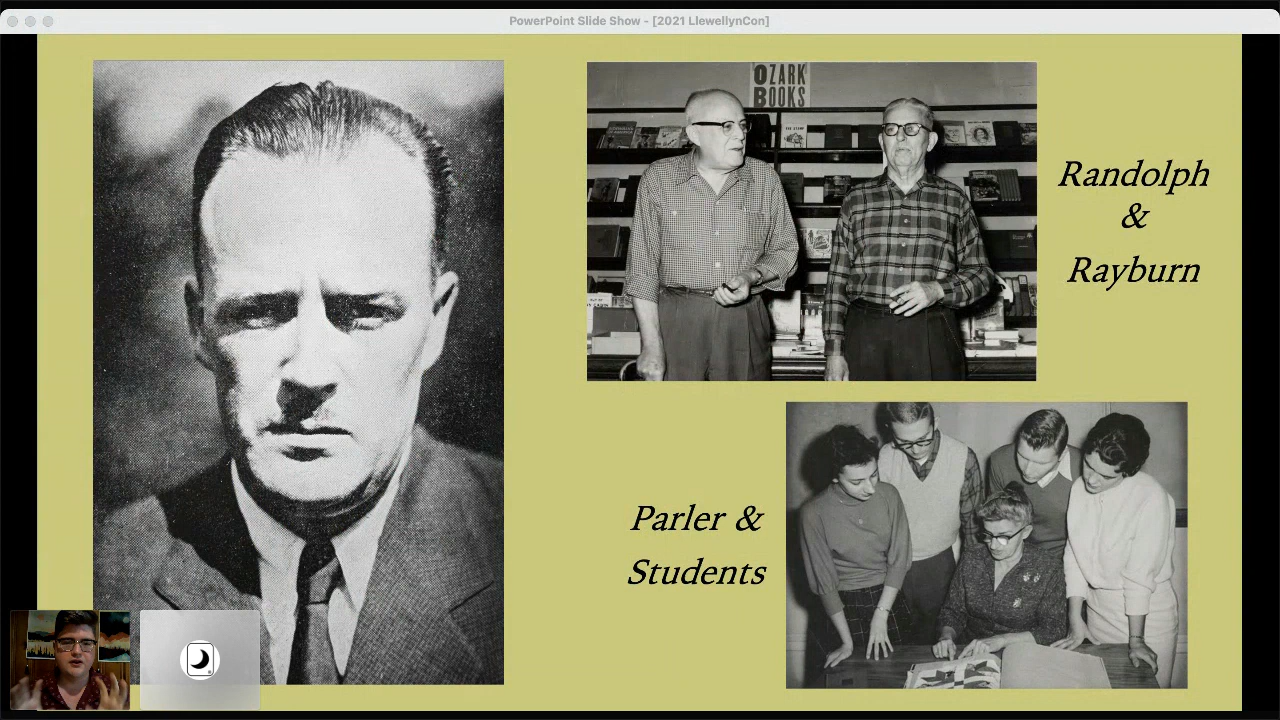 PowerPoint Slide Show - [2021 LlewellynCon]
OZARK
BOOKS
Randolph
&
Rayburn
Parler &
Students